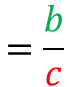 = b/c